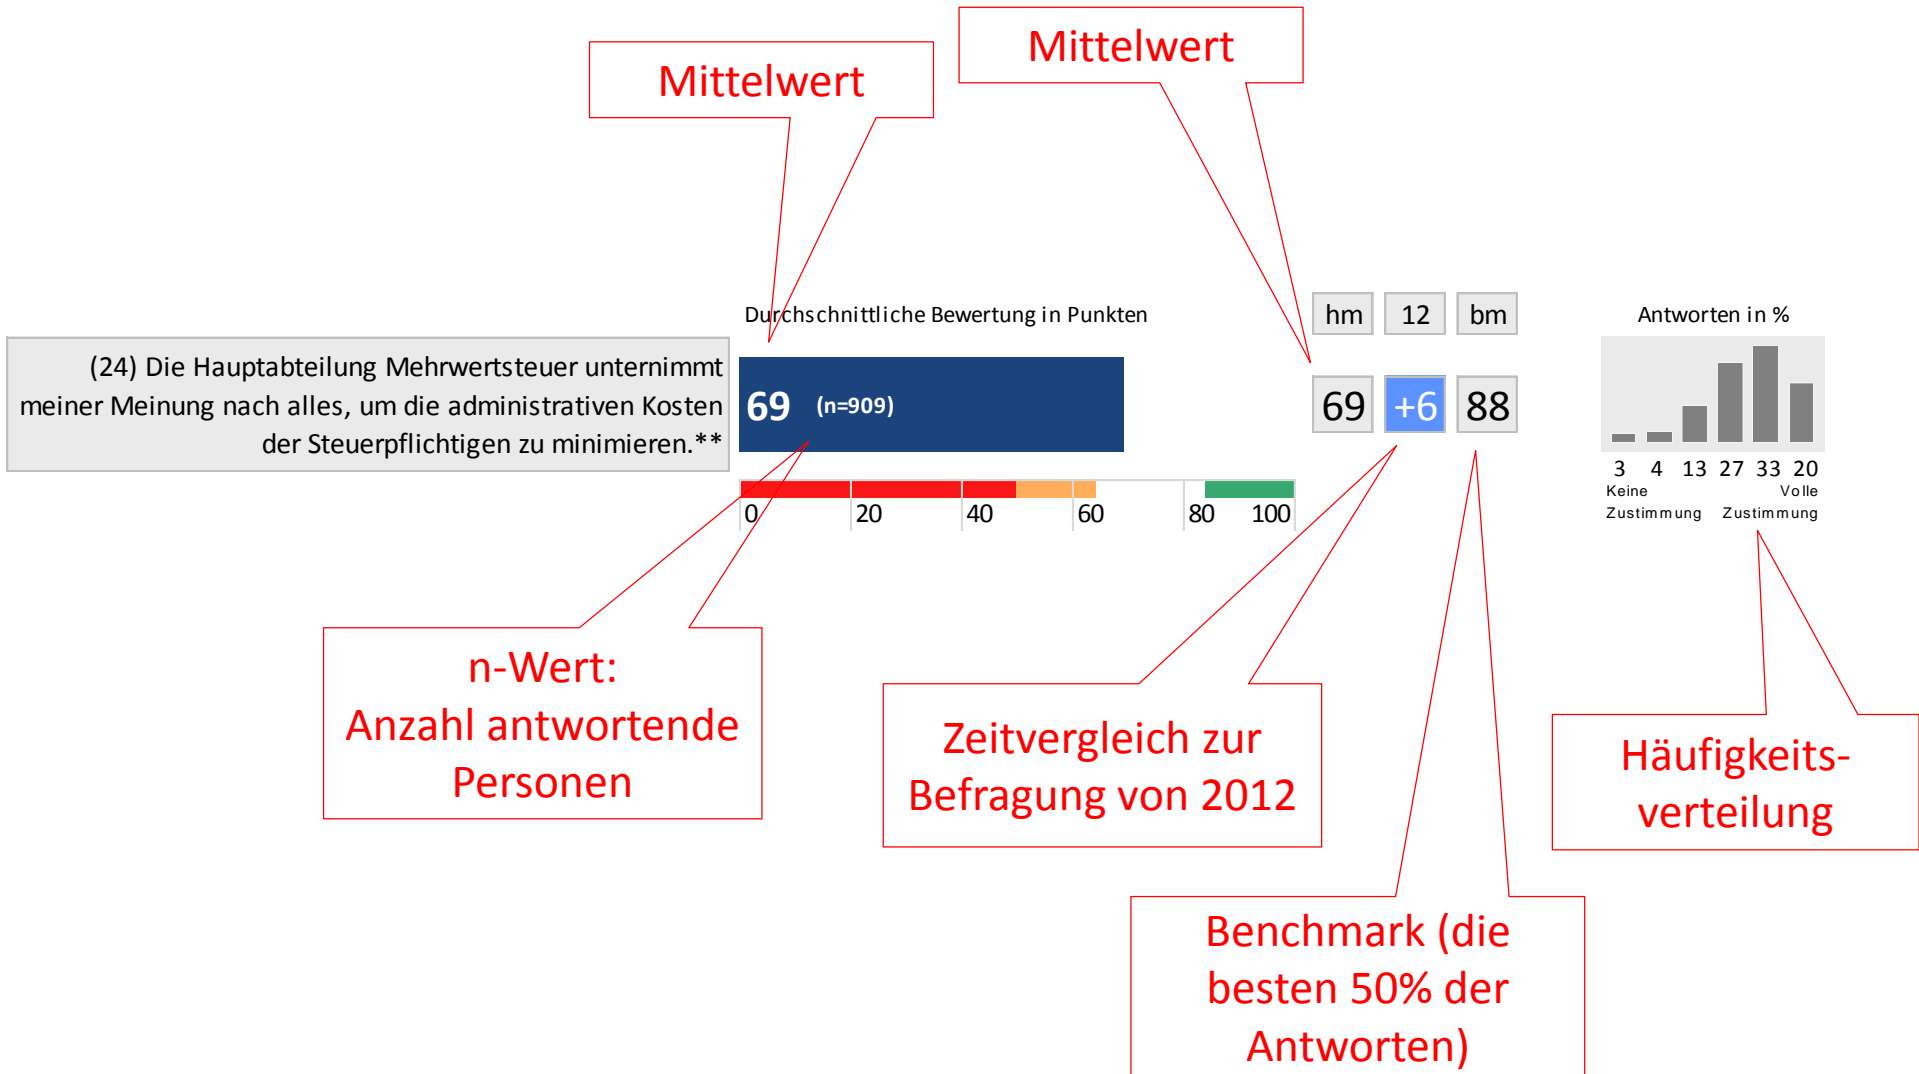 Mittelwert
Mittelwert
Durchschnittliche Bewertung in Punkten
hm 12 bm
Antworten in %
(24) Die Hauptabteilung Mehrwertsteuer unternimmt
meiner Meinung nach alles, um die administrativen Kosten
der Steuerpflichtigen zu minimieren.**
69 (n=909)
69 +6 88
3 4 13 27 33 20
Keine Zustimmung
Volle Zustimmung
0 20 40 60 80 100
n-Wert:
Anzahl antwortende
Personen
Zeitvergleich zur
Befragung von 2012
Häufigkeits-
verteilung
Benchmark (die
besten 50% der
Antworten)